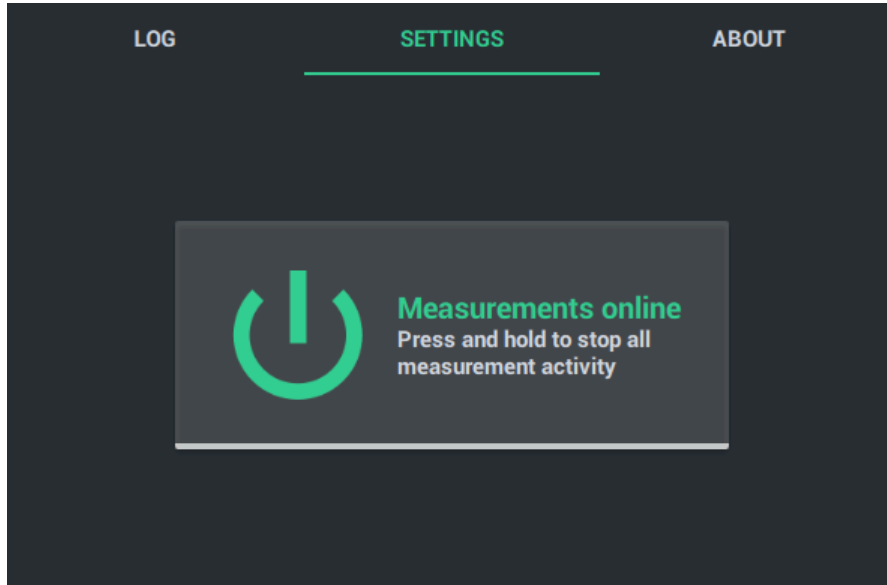 LOG SETTINGS ABOUT
Measurements online
Press and hold to stop all
measurement activity